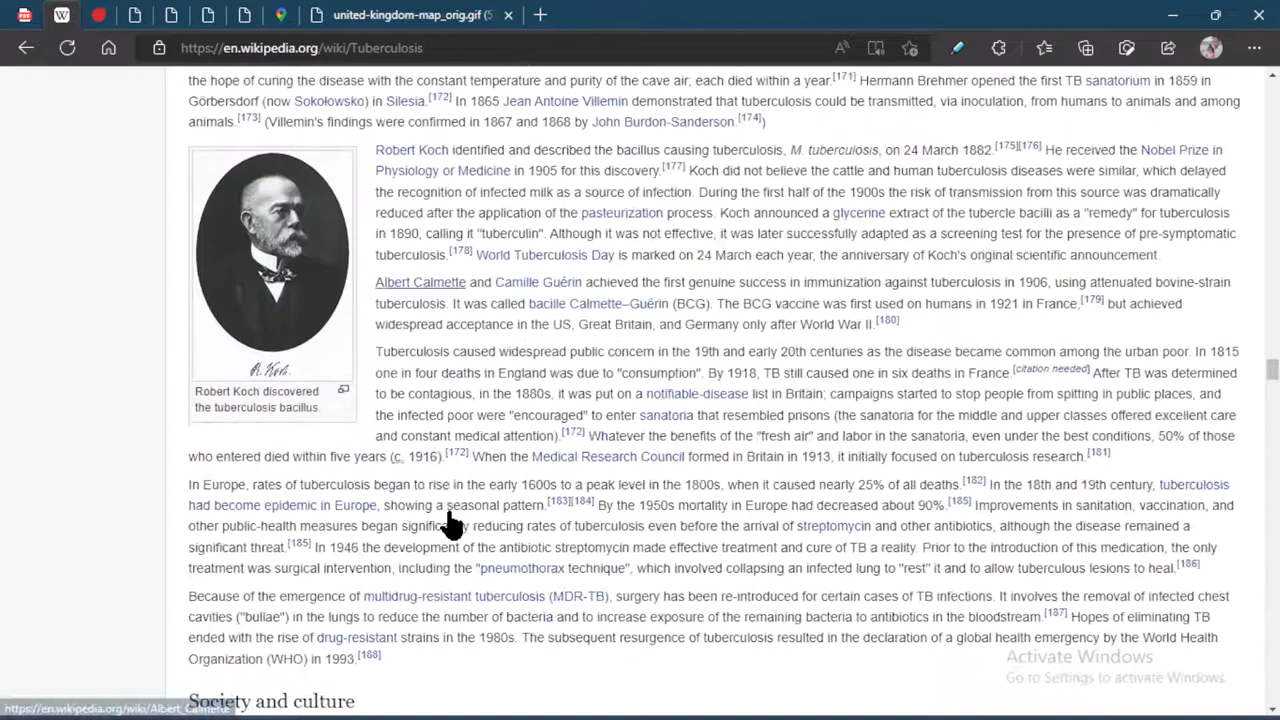 united-kingdom-map_orig.gif (5
https://en.wikipedia.org/wiki/Tuberculosis
the hope of curing the disease with the constant temperature and purity of the cave air; each died within a year.[171] Hermann Brehmer opened the first TB sanatorium in 1859 in
Görbersdorf (now Sokołowsko) in Silesia.[172] In 1865 Jean Antoine Villemin demonstrated that tuberculosis could be transmitted, via inoculation, from humans to animals and among
animals.[173] (Villemin's findings were confirmed in 1867 and 1868 by John Burdon-Sanderson.[174])
Robert Koch identified and described the bacillus causing tuberculosis, M. tuberculosis, on 24 March 1882.[175][176] He received the Nobel Prize in
Physiology or Medicine in 1905 for this discovery.[177] Koch did not believe the cattle and human tuberculosis diseases were similar, which delayed
the recognition of infected milk as a source of infection. During the first half of the 1900s the risk of transmission from this source was dramatically
reduced after the application of the pasteurization process. Koch announced a glycerine extract of the tubercle bacilli as a "remedy" for tuberculosis
in 1890, calling it "tuberculin". Although it was not effective, it was later successfully adapted as a screening test for the presence of pre-symptomatic
tuberculosis.[178] World Tuberculosis Day is marked on 24 March each year, the anniversary of Koch's original scientific announcement.
Albert Calmette and Camille Guérin achieved the first genuine success in immunization against tuberculosis in 1906, using attenuated bovine-strain
tuberculosis. It was called bacille Calmette–Guérin (BCG). The BCG vaccine was first used on humans in 1921 in France,[179] but achieved
widespread acceptance in the US, Great Britain, and Germany only after World War II.[180]
R. Koch.
Robert Koch discovered
the tuberculosis bacillus.
Tuberculosis caused widespread public concern in the 19th and early 20th centuries as the disease became common among the urban poor. In 1815
one in four deaths in England was due to "consumption". By 1918, TB still caused one in six deaths in France.[citation needed] After TB was determined
to be contagious, in the 1880s, it was put on a notifiable-disease list in Britain; campaigns started to stop people from spitting in public places, and
the infected poor were "encouraged" to enter sanatoria that resembled prisons (the sanatoria for the middle and upper classes offered excellent care
and constant medical attention).[172] Whatever the benefits of the "fresh air" and labor in the sanatoria, even under the best conditions, 50% of those
who entered died within five years (c. 1916).[172] When the Medical Research Council formed in Britain in 1913, it initially focused on tuberculosis research.[181]
In Europe, rates of tuberculosis began to rise in the early 1600s to a peak level in the 1800s, when it caused nearly 25% of all deaths.[182] In the 18th and 19th century, tuberculosis
had become epidemic in Europe, showing a seasonal pattern.[183][184] By the 1950s mortality in Europe had decreased about 90%.[185] Improvements in sanitation, vaccination, and
other public-health measures began significantly reducing rates of tuberculosis even before the arrival of streptomycin and other antibiotics, although the disease remained a
significant threat.[185] In 1946 the development of the antibiotic streptomycin made effective treatment and cure of TB a reality. Prior to the introduction of this medication, the only
treatment was surgical intervention, including the "pneumothorax technique", which involved collapsing an infected lung to "rest" it and to allow tuberculous lesions to heal.[186]
Because of the emergence of multidrug-resistant tuberculosis (MDR-TB), surgery has been re-introduced for certain cases of TB infections. It involves the removal of infected chest
cavities ("bullae") in the lungs to reduce the number of bacteria and to increase exposure of the remaining bacteria to antibiotics in the bloodstream.[187] Hopes of eliminating TB
ended with the rise of drug-resistant strains in the 1980s. The subsequent resurgence of tuberculosis resulted in the declaration of a global health emergency by the World Health
Organization (WHO) in 1993.[188]
Activate Windows
Go to Settings to activate Windows.
Society and culture
https://en.wikipedia.org/wiki/Albert_Calmette